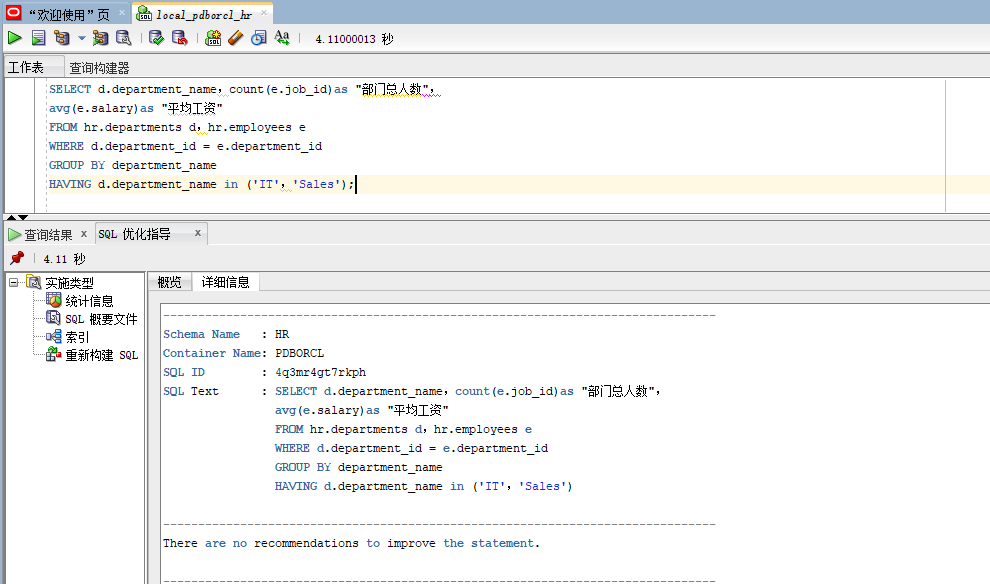 “欢迎使用”页
local_pdborcl_hr
4.11000013 秒
工作表 查询构建器
SELECT d.department_name，count(e.job_id)as "部门总人数"，
avg(e.salary)as "平均工资"
FROM hr.departments d，hr.employees e
WHERE d.department_id = e.department_id
GROUP BY department_name
HAVING d.department_name in ('IT'，'Sales');
查询结果 x SQL 优化指导 x
4.11 秒
实施类型
统计信息
SQL 概要文件
索引
重新构建 SQL
概览 详细信息
-------------------------------------------------------------------------------
Schema Name : HR
Container Name: PDBORCL
SQL ID : 4q3mr4gt7rkph
SQL Text : SELECT d.department_name，count(e.job_id)as "部门总人数"，
avg(e.salary)as "平均工资"
FROM hr.departments d，hr.employees e
WHERE d.department_id = e.department_id
GROUP BY department_name
HAVING d.department_name in ('IT'，'Sales')
-------------------------------------------------------------------------------
There are no recommendations to improve the statement.
-------------------------------------------------------------------------------